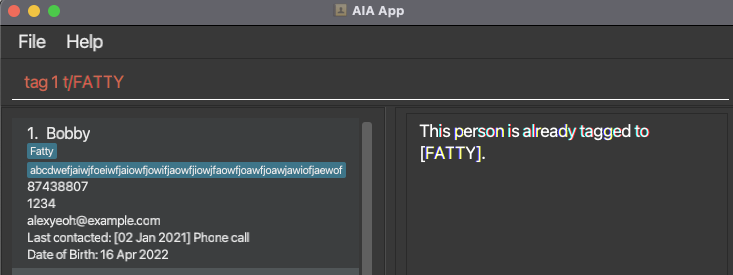 AIA App
File Help
tag 1 t/FATTY
1. Bobby
Fatty
abcdwefjaiwjfoeiwfjaiowfjowifjaowfjiowjfaowfjoawfjoawjawiofjaewof
87438807
1234
alexyeoh@example.com
Last contacted: [02 Jan 2021] Phone call
Date of Birth: 16 Apr 2022
This person is already tagged to
[FATTY].